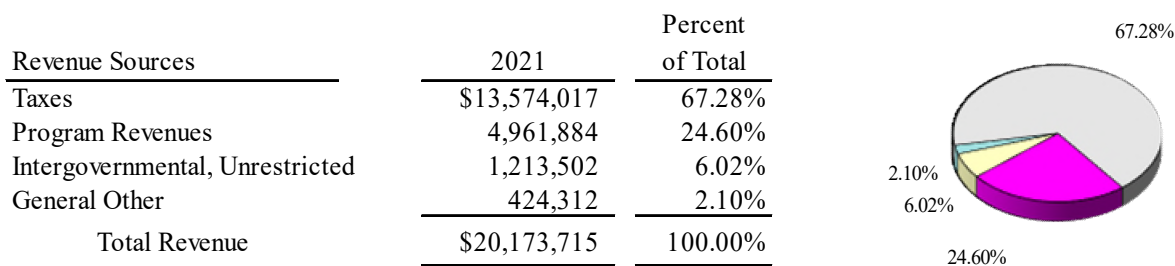 Percent
Revenue Sources 2021 of Total
Taxes $13,574,017 67.28%
Program Revenues 4,961,884 24.60%
Intergovernmental, Unrestricted 1,213,502 6.02%
General Other 424,312 2.10%
Total Revenue $20,173,715 100.00%
67.28%
2.10%
6.02%
24.60%